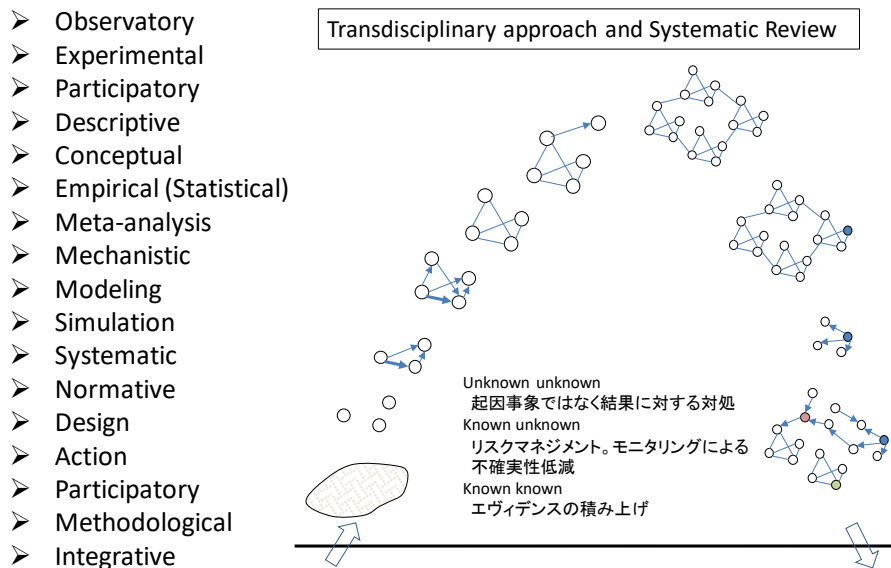 Transdisciplinary approach and Systematic Review
➢ Observatory
➢ Experimental
➢ Participatory
➢ Descriptive
➢ Conceptual
➢ Empirical (Statistical)
➢ Meta-analysis
➢ Mechanistic
➢ Modeling
➢ Simulation
➢ Systematic
➢ Normative
➢ Design
➢ Action
➢ Participatory
➢ Methodological
➢ Integrative
Unknown unknown
起因事象ではなく結果に対する対処
Known unknown
リスクマネジメント。モニタリングによる
不確実性低減
Known known
エヴィデンスの積み上げ